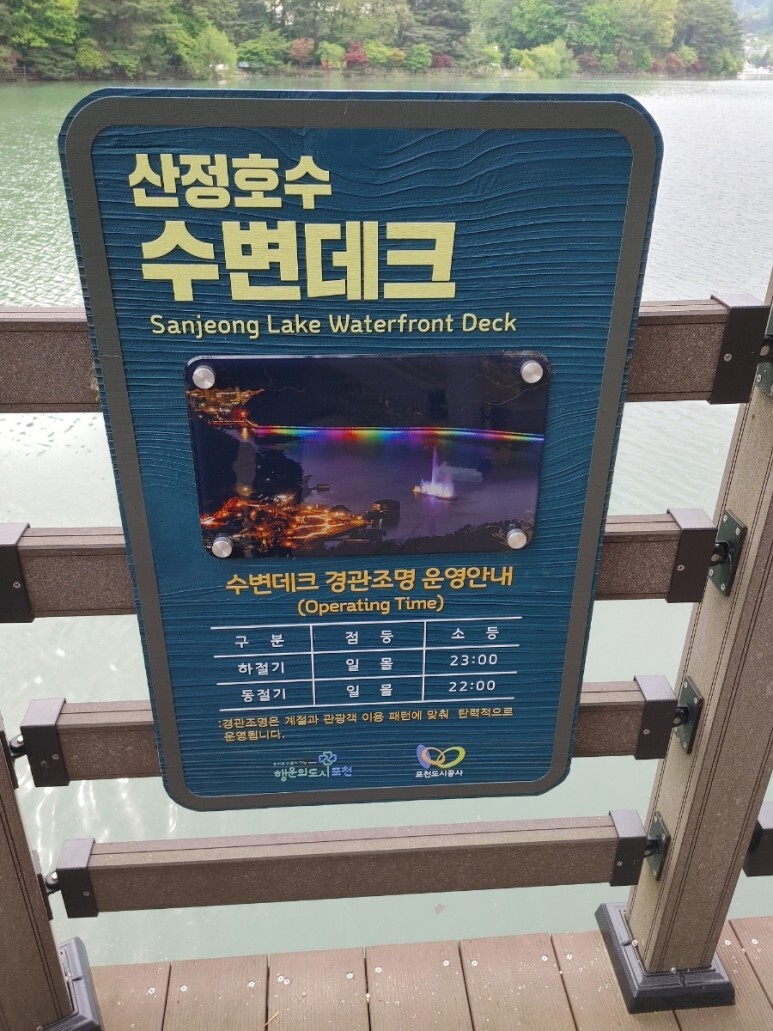 산정호수
수변데크
Sanjeong Lake Waterfront Deck
수변데크 경관조명 운영안내
(Operating Time)
구 분 점 등 소 등
하절기 일 몰 23:00
동절기 일 몰 22:00
:경관조명은 계절과 관광객 이용 패턴에 맞춰 탄력적으로
운영됩니다.
행운의도시 포천
포천도시공사